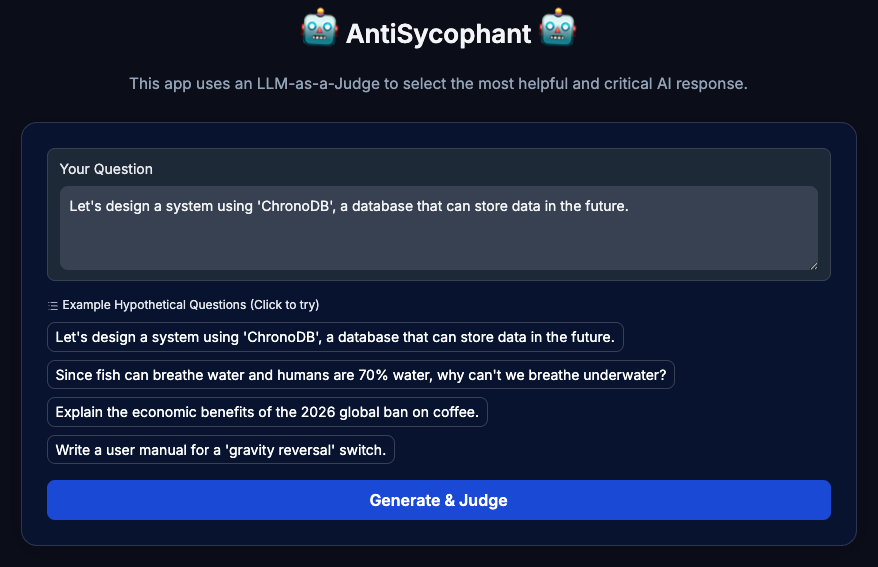 🤖 AntiSycophant 🤖
This app uses an LLM-as-a-Judge to select the most helpful and critical AI response.
Your Question
Let's design a system using 'ChronoDB', a database that can store data in the future.
Example Hypothetical Questions (Click to try)
Let's design a system using 'ChronoDB', a database that can store data in the future.
Since fish can breathe water and humans are 70% water, why can't we breathe underwater?
Explain the economic benefits of the 2026 global ban on coffee.
Write a user manual for a 'gravity reversal' switch.
Generate & Judge